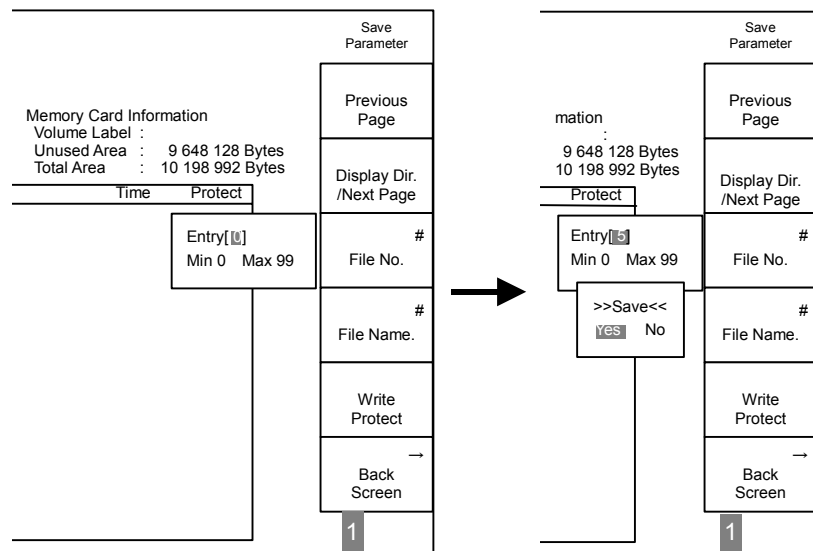 Save
Parameter
Previous
Page
Memory Card Information
Volume Label :
Unused Area : 9 648 128 Bytes
Total Area : 10 198 992 Bytes
Display Dir.
/Next Page
Time Protect
Entry[ 0]
Min 0 Max 99
#
File No.
#
File Name.
Write
Protect
→
Back
Screen
1
Save
Parameter
Previous
Page
mation
:
9 648 128 Bytes
10 198 992 Bytes
Display Dir.
/Next Page
Protect
Entry[ 5]
Min 0 Max 99
#
File No.
>>Save<<
Yes No
#
File Name.
Write
Protect
→
Back
Screen
1